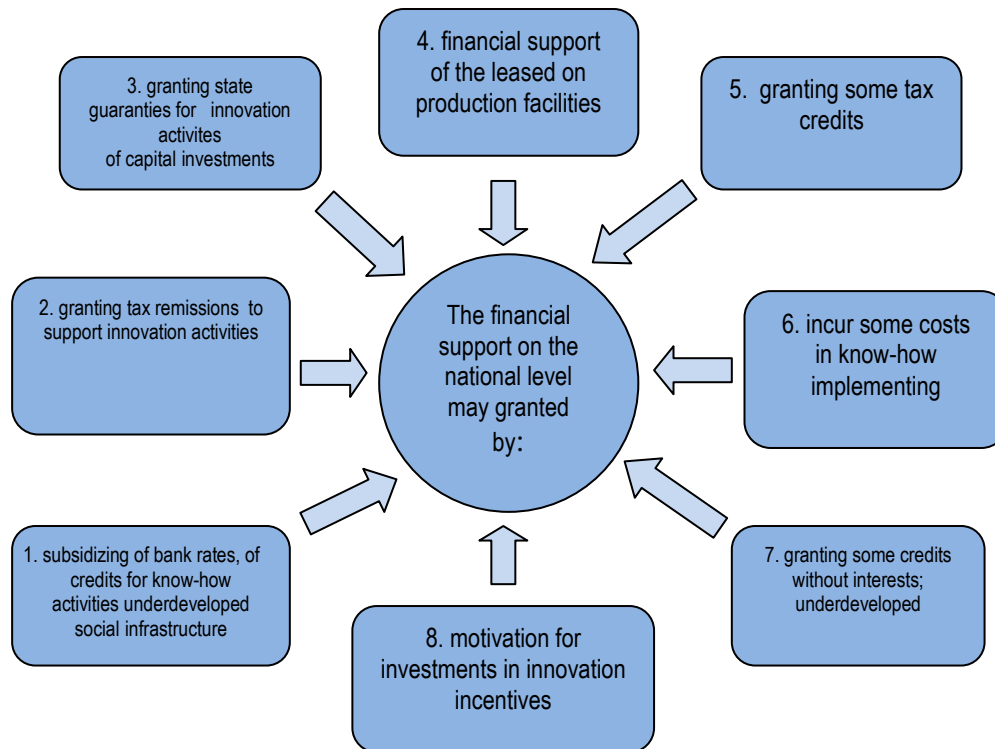 4. financial support
of the leased on
production facilities
3. granting state
guaranties for innovation
activites
of capital investments
5. granting some tax
credits
2. granting tax remissions to
support innovation activities
The financial
support on the
national level
may granted
by:
6. incur some costs
in know-how
implementing
1. subsidizing of bank rates, of
credits for know-how
activities underdeveloped
social infrastructure
7. granting some credits
without interests;
underdeveloped
8. motivation for
investments in innovation
incentives